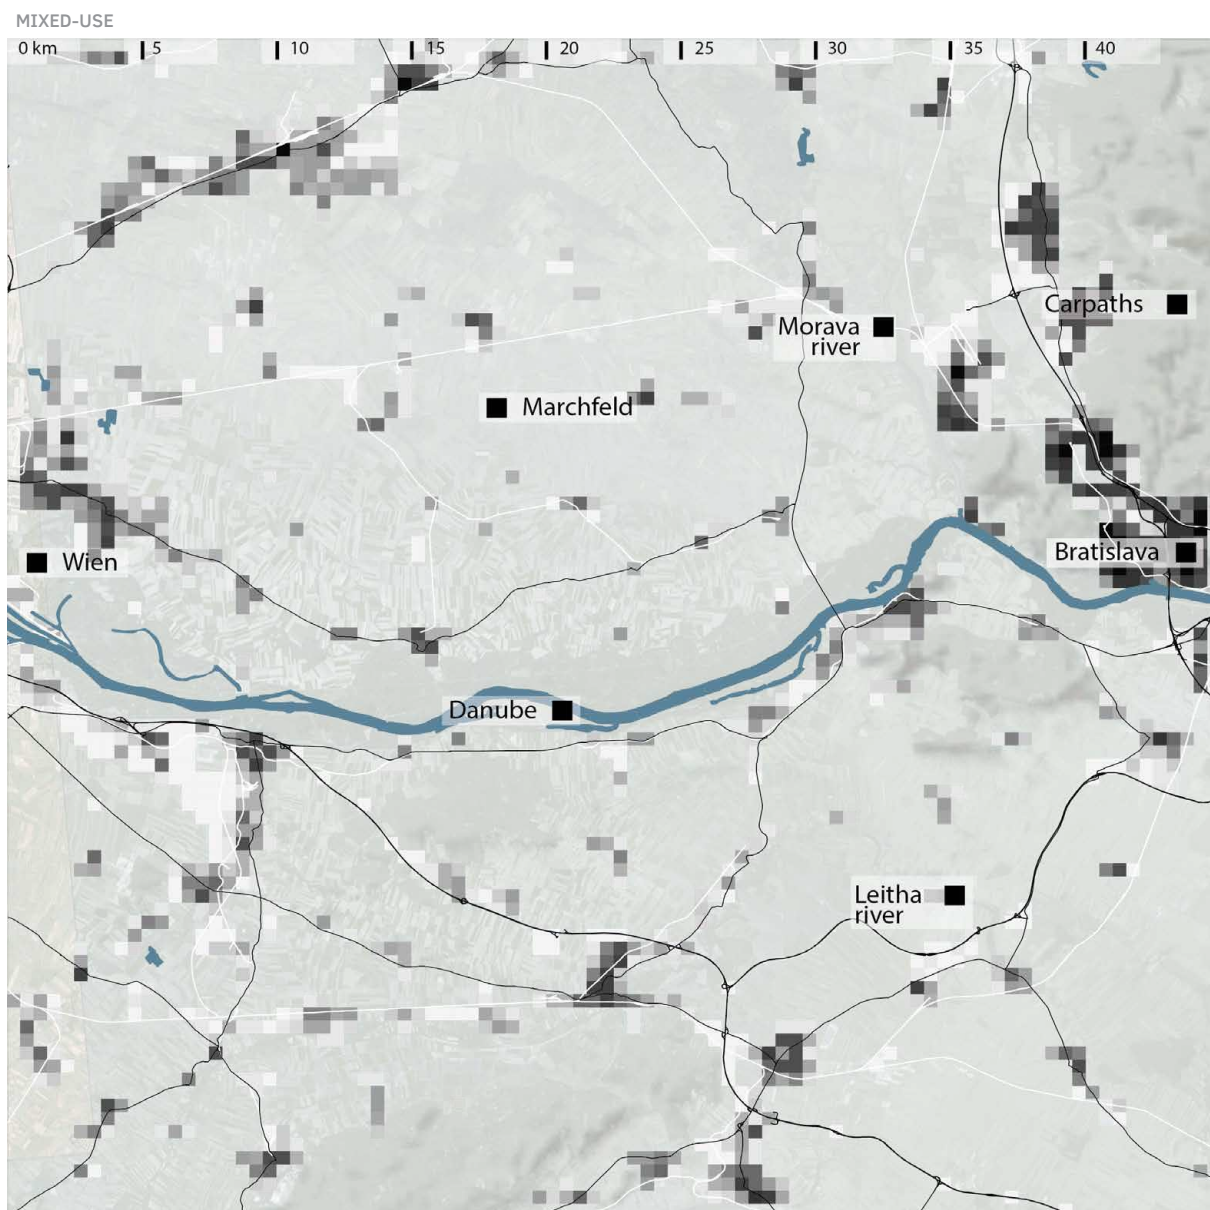 MIXED-USE
0 km 5 10 15 20 25 30 35 40
Carpaths
Morava
river
Marchfeld
Bratislava
Wien
Danube
Leitha
river